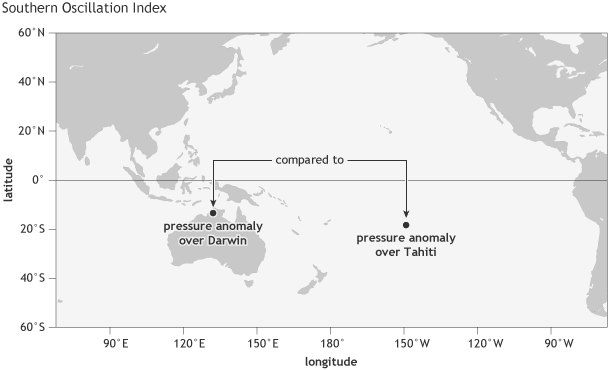 Southern Oscillation Index
60°N
40°N
20°N
compared to
0°
latitude
pressure anomaly
over Darwin
pressure anomaly
over Tahiti
20°S
40°S
60°S
90°E
120°E
150°E
180°
150°W
120°W
90°W
longitude